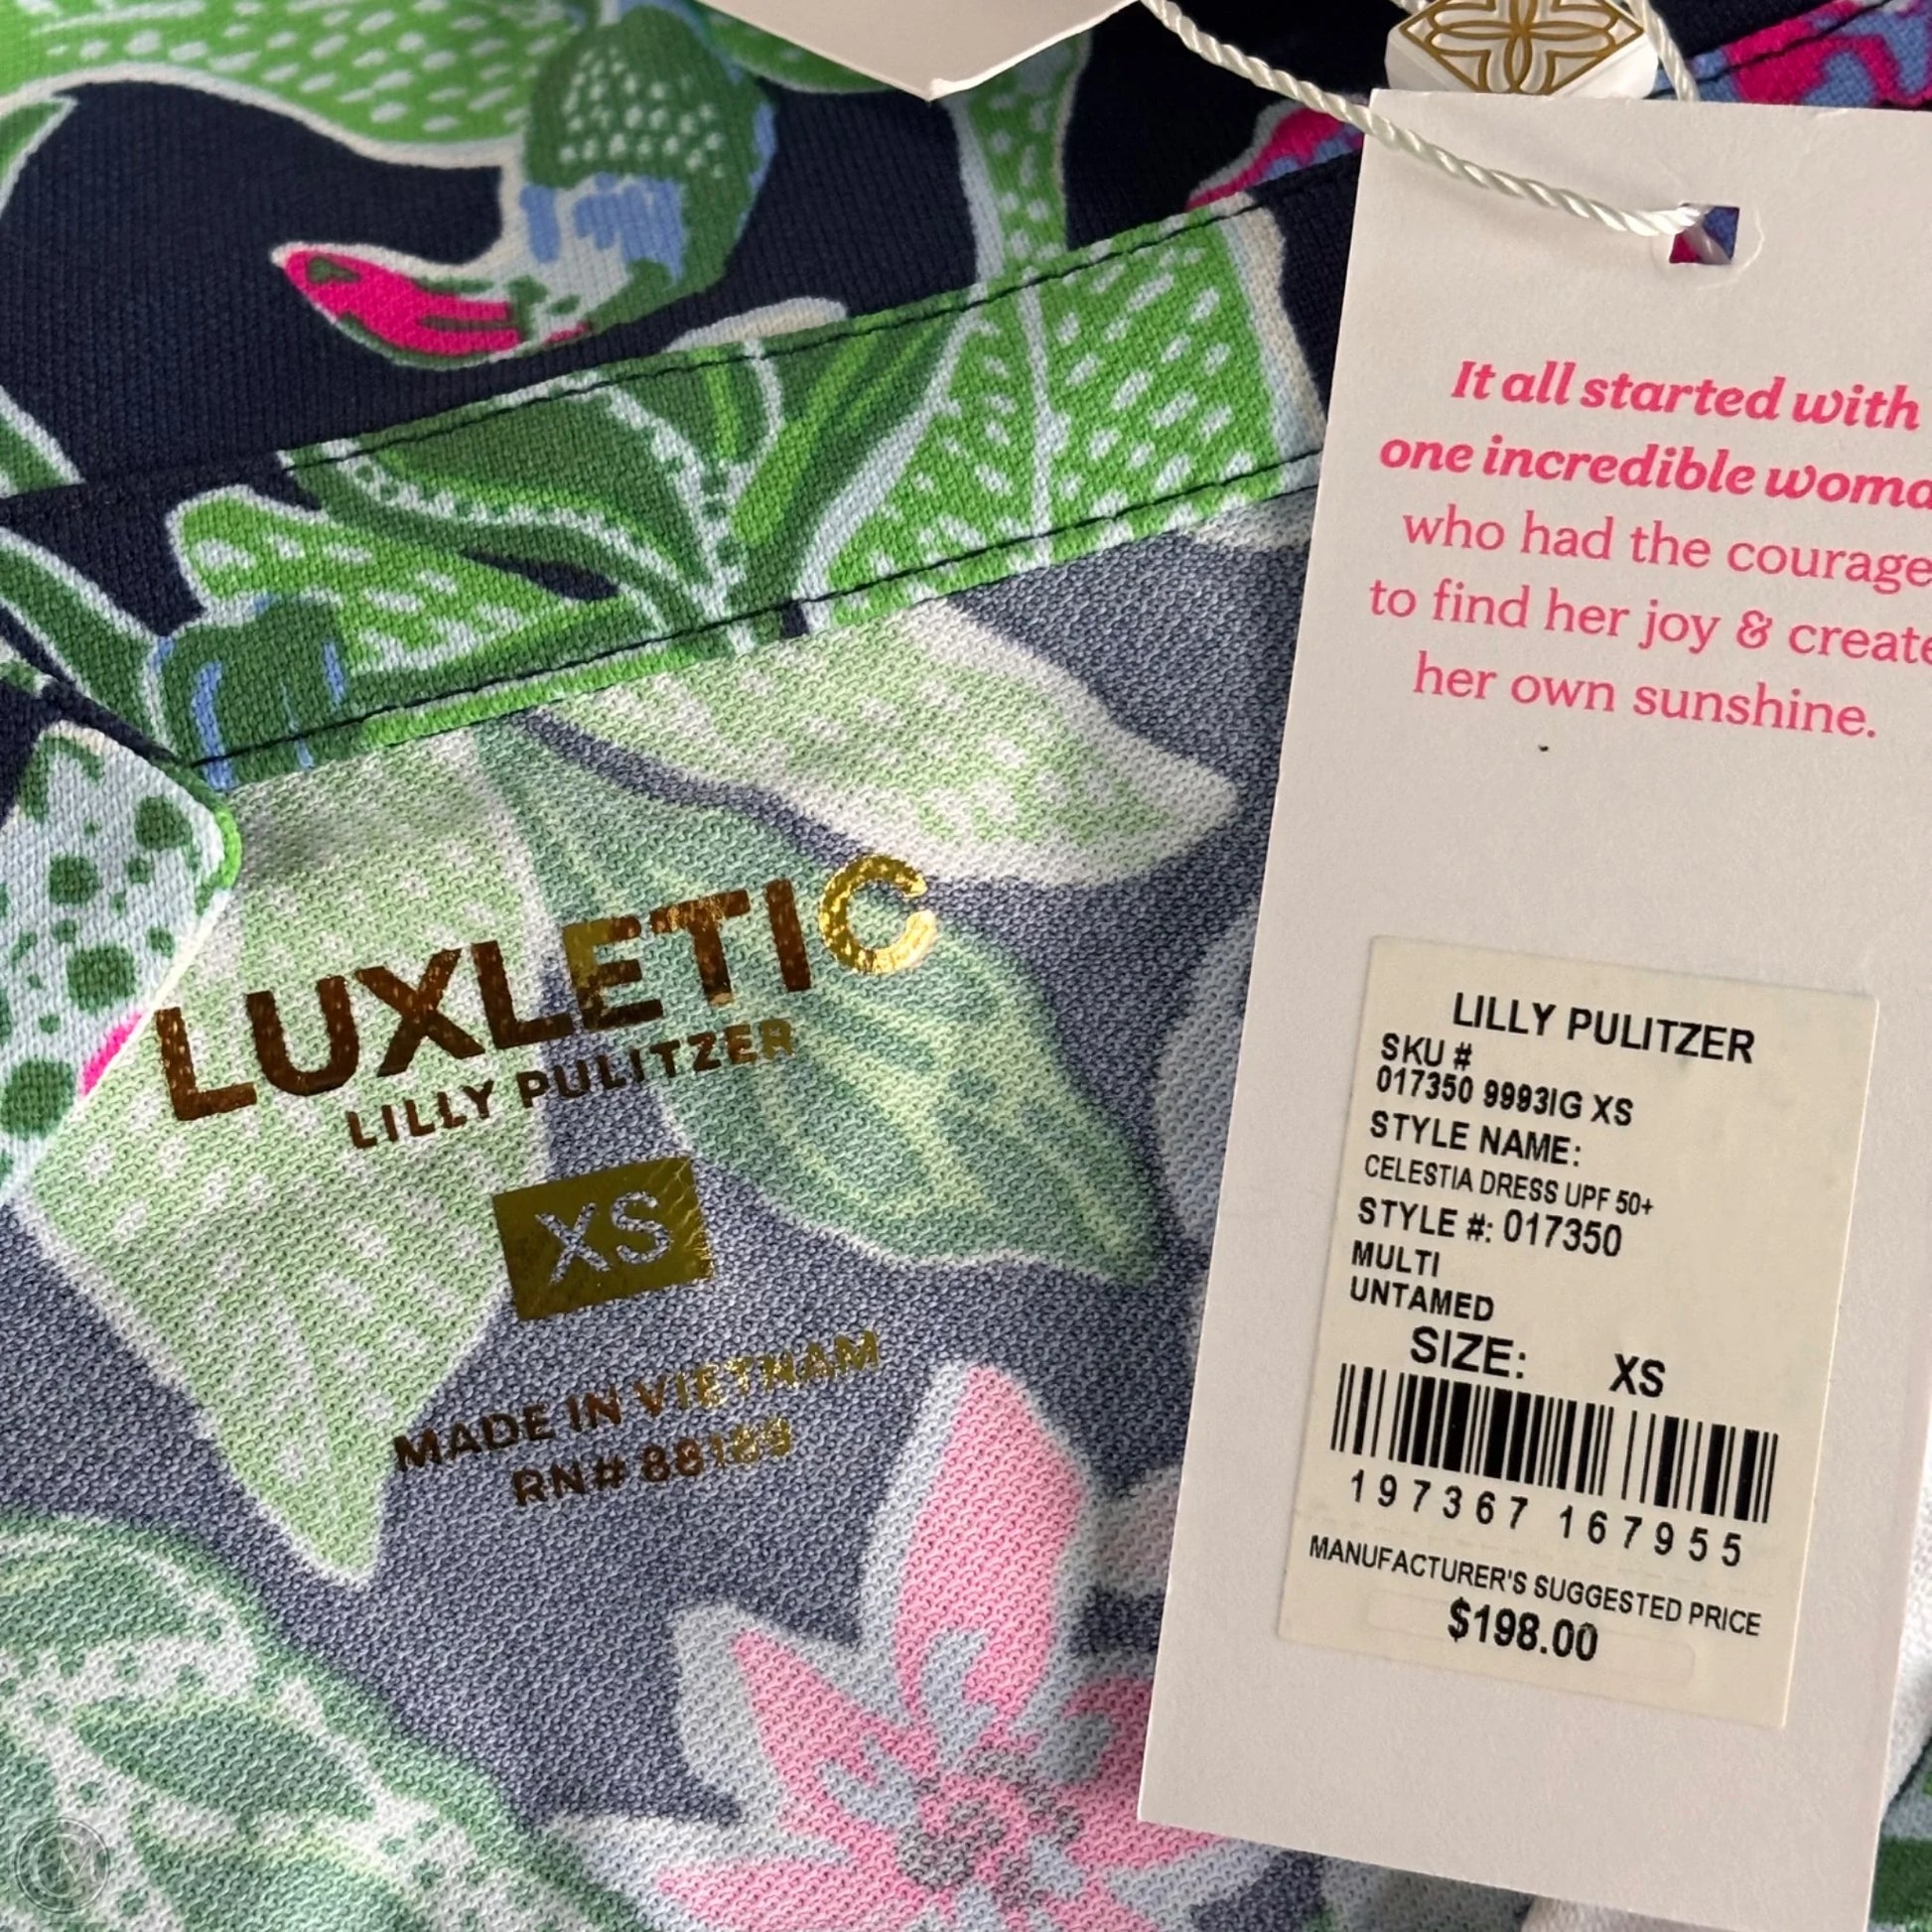 LUXLETIC
LILLY PULITZER
XS
MADE IN VIETNAM
RN# 88189
It all started with
one incredible
who had the courage
to find her joy & create
her own sunshine.
LILLY PULITZER
SKU #
017350 9993IG XS
STYLE NAME:
CELESTIA DRESS UPF 50+
STYLE #: 017350
MULTI
UNTAMED
SIZE: XS
197367 167955
MANUFACTURER'S SUGGESTED PRICE
$198.00